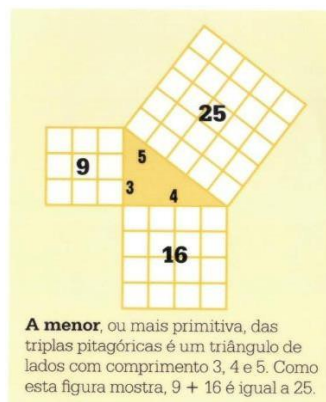 25
9
5
3
4
16
A menor, ou mais primitiva, das
triplas pitagóricas é um triângulo de
lados com comprimento 3, 4 e 5. Como
esta figura mostra, 9 + 16 é igual a 25.